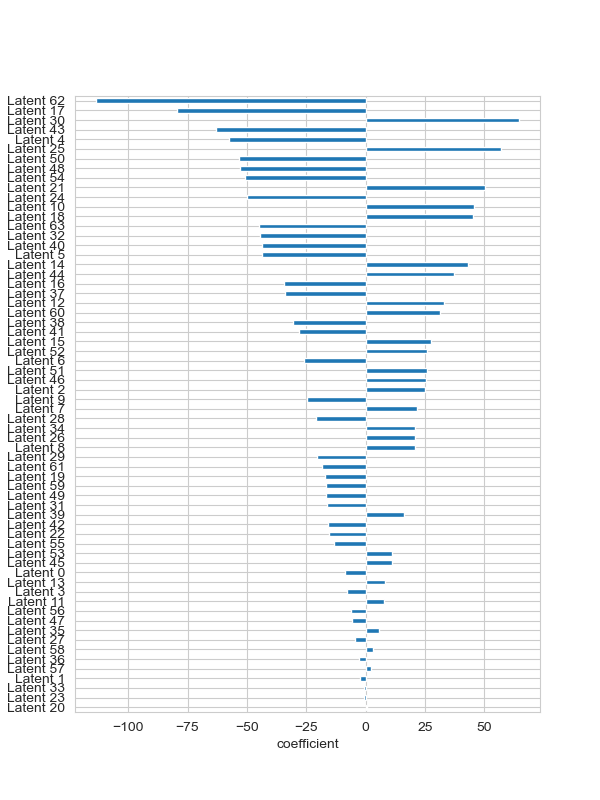 Latent 62
Latent 17
Latent 30
Latent 43
Latent 4
Latent 25
Latent 50
Latent 48
Latent 54
Latent 21
Latent 24
Latent 10
Latent 18
Latent 63
Latent 32
Latent 40
Latent 5
Latent 14
Latent 44
Latent 16
Latent 37
Latent 12
Latent 60
Latent 38
Latent 41
Latent 15
Latent 52
Latent 6
Latent 51
Latent 46
Latent 2
Latent 9
Latent 7
Latent 28
Latent 34
Latent 26
Latent 8
Latent 29
Latent 61
Latent 19
Latent 59
Latent 49
Latent 31
Latent 39
Latent 42
Latent 22
Latent 55
Latent 53
Latent 45
Latent 0
Latent 13
Latent 3
Latent 11
Latent 56
Latent 47
Latent 35
Latent 27
Latent 58
Latent 36
Latent 57
Latent 1
Latent 33
Latent 23
Latent 20
−100 −75 −50 −25 0 25 50
coefficient